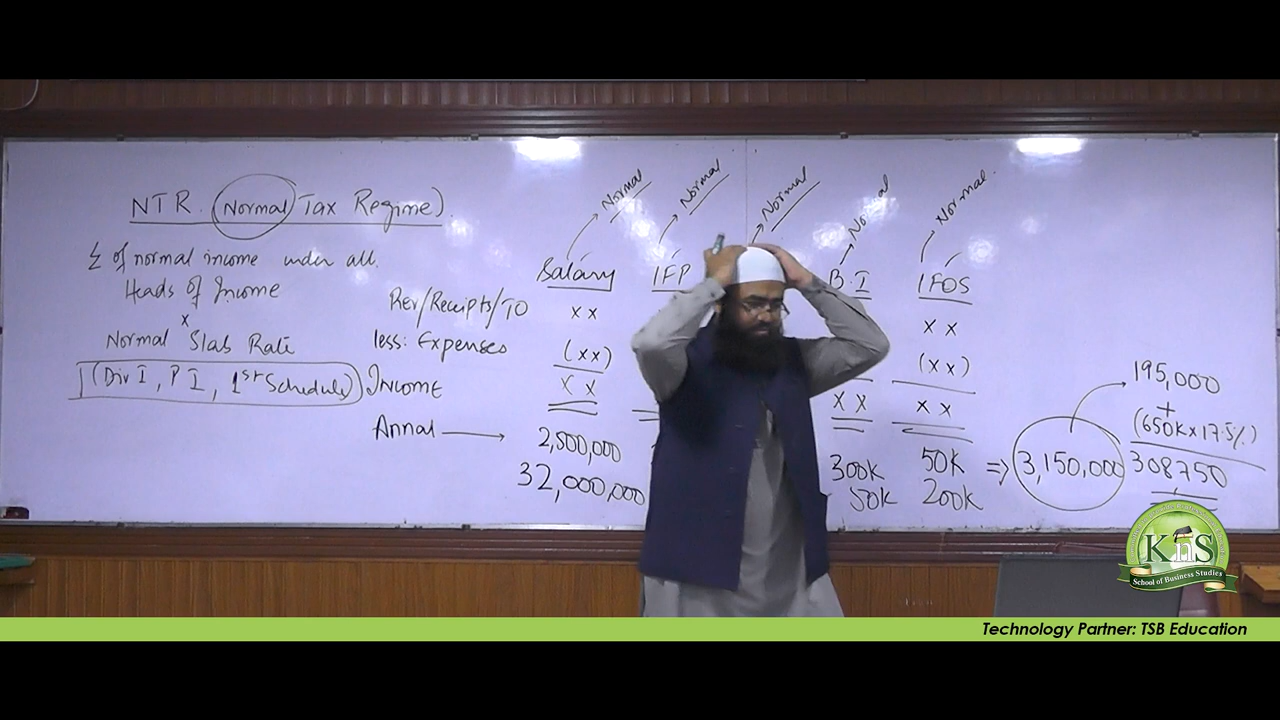 NTR. (Normal) Tax Regime).
Σ of normal income under all
Heads of Income
x
Normal Slab Rate
(Div I, P I, 1st Schedule)
Rev/Receipts/TO
less: Expenses
INCOME
Annal →
Normal Normal Normal Normal Normal.
Salary IFP B.I IFOS
xx xx
(xx) (xx)
xx xx xx
2,500,000 300K 50K ⇒ 3,150,000
32,000,000 50K 200K
195,000
+
(650K x 17.5%)
308750
KnS
School of Business Studies
Technology Partner: TSB Education